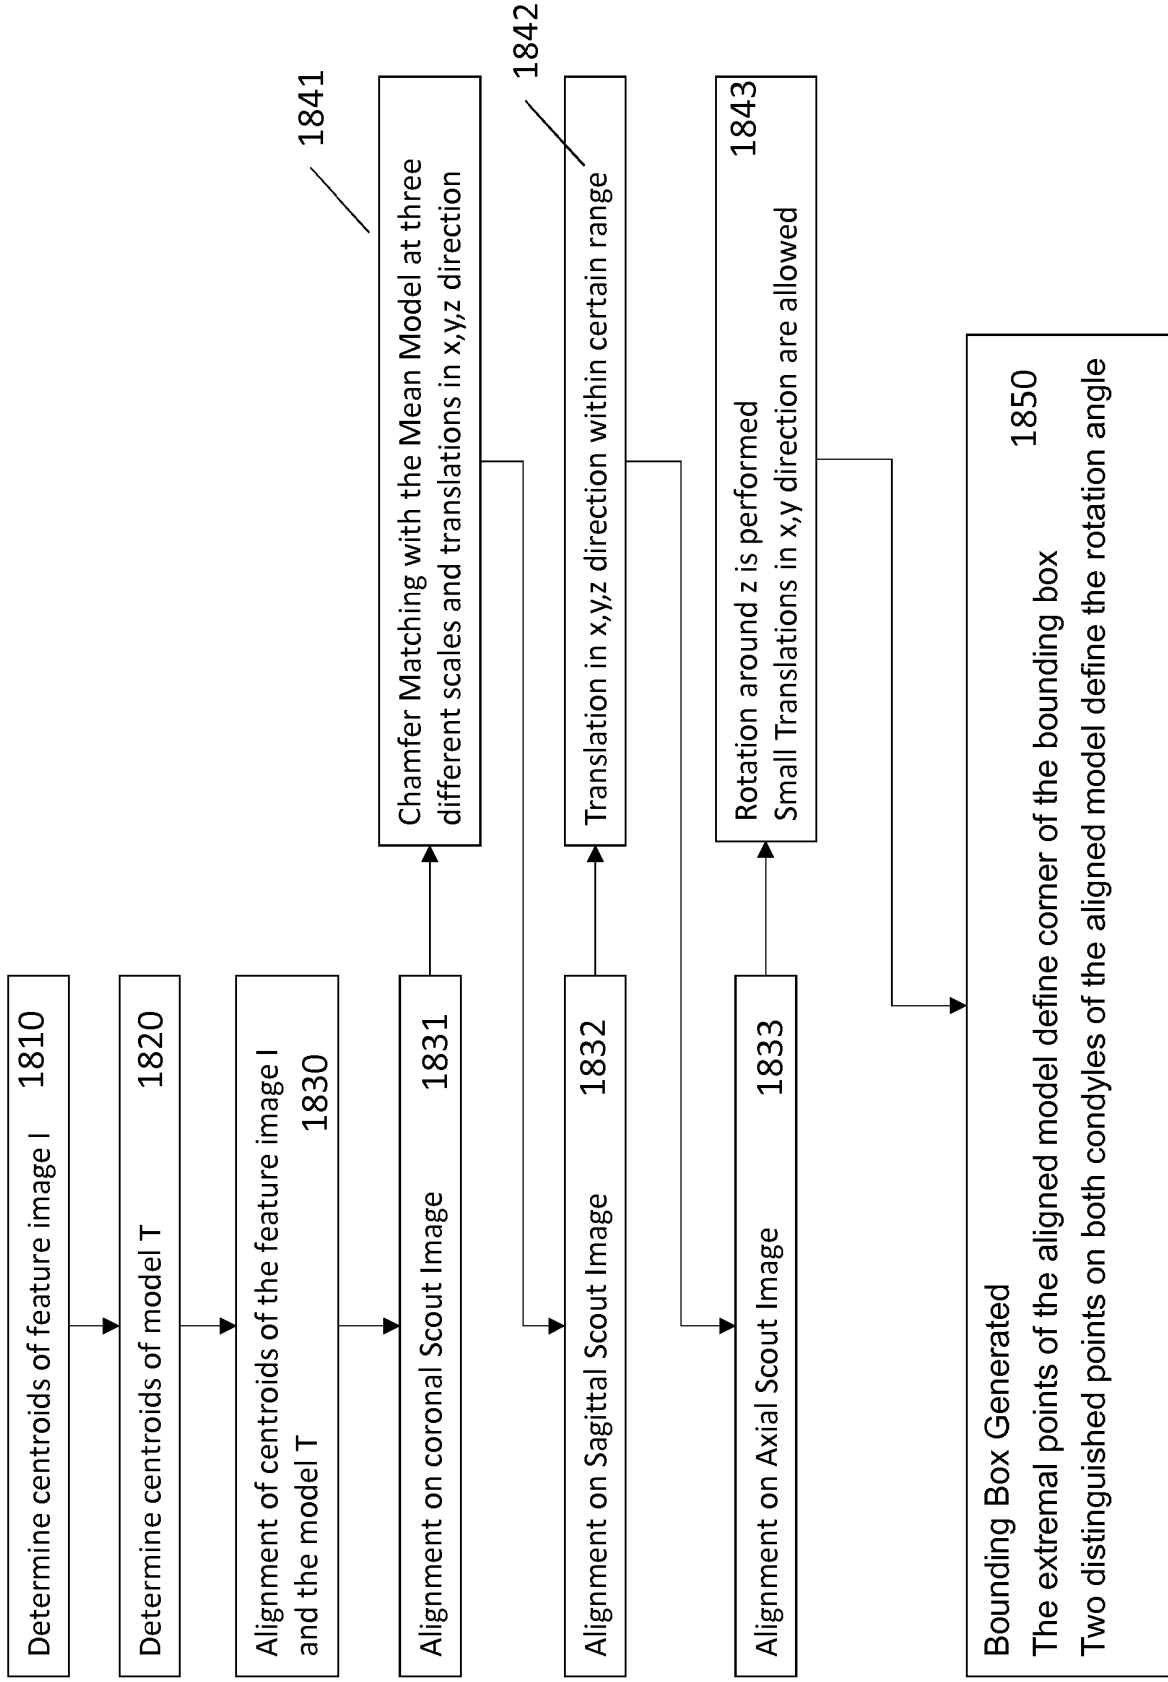 Determine centroids of feature image I 1810
Determine centroids of model T 1820
Alignment of centroids of the feature image I
and the model T 1830
Alignment on coronal Scout Image 1831
1841
Chamfer Matching with the Mean Model at three
different scales and translations in x,y,z direction
Alignment on Sagittal Scout Image 1832
1842
Translation in x,y,z direction within certain range
Alignment on Axial Scout Image 1833
Rotation around z is performed 1843
Small Translations in x,y direction are allowed
Bounding Box Generated 1850
The extremal points of the aligned model define corner of the bounding box
Two distinguished points on both condyles of the aligned model define the rotation angle